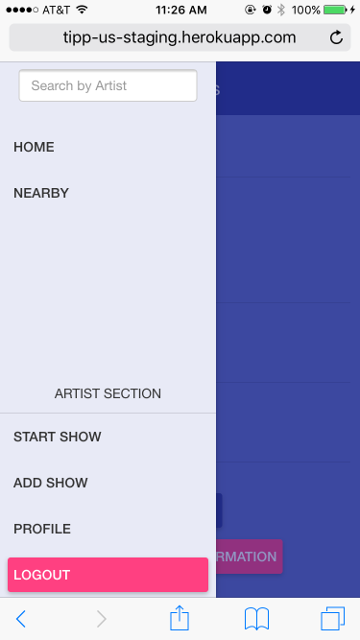 AT&T 11:26 AM 100%
tipp-us-staging.herokuapp.com
Search by Artist
HOME
NEARBY
ARTIST SECTION
START SHOW
ADD SHOW
PROFILE
RMATION
LOGOUT